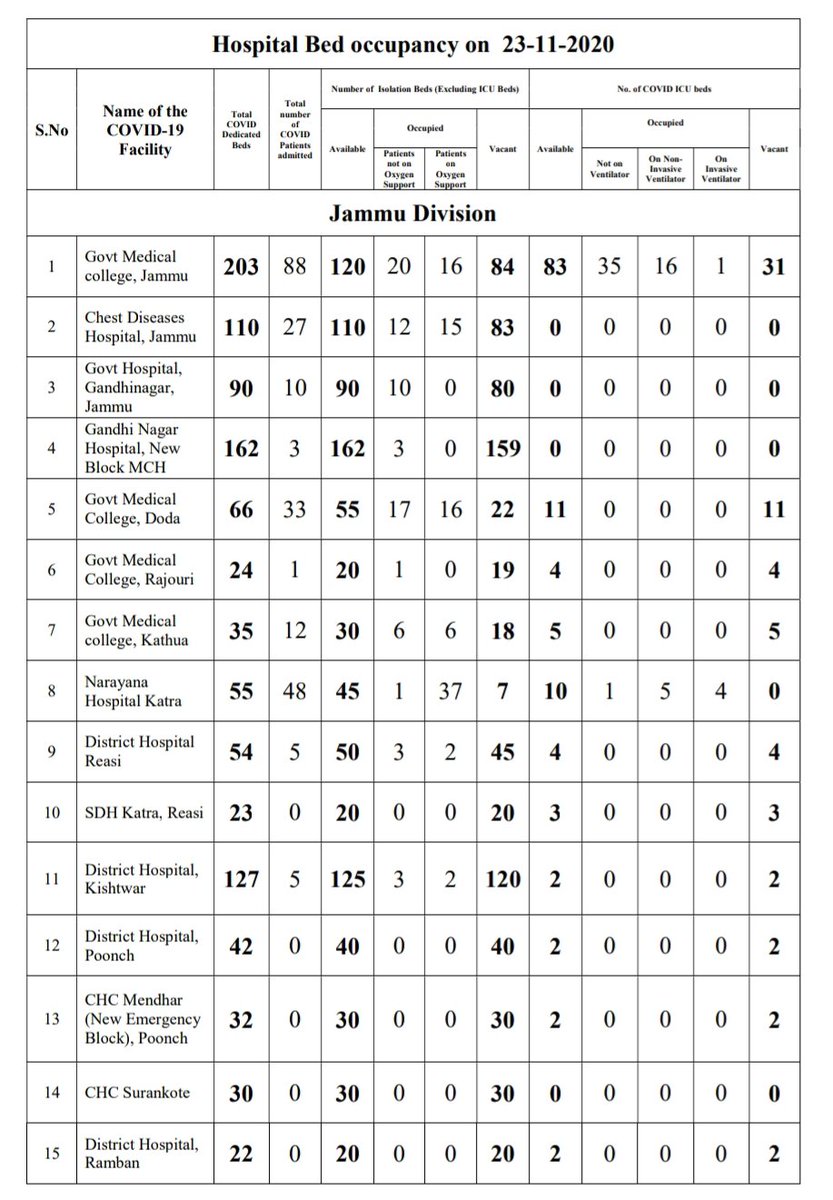 Hospital Bed occupancy on 23-11-2020
S.No
Name of the
COVID-19
Facility
Total
COVID
Dedicated
Beds
Total
number
of
COVID
Patients
admitted
Number of Isolation Beds (Excluding ICU Beds)
No. of COVID ICU beds
Available
Occupied
Vacant
Available
Occupied
Vacant
Patients
not on
Oxygen
Support
Patients
on
Oxygen
Support
Not on
Ventilator
On Non-
Invasive
Ventilator
On
Invasive
Ventilator
Jammu Division
1
Govt Medical
college, Jammu
203 88 120 20 16 84 83 35 16 1 31
2
Chest Diseases
Hospital, Jammu
110 27 110 12 15 83 0 0 0 0 0
3
Govt Hospital,
Gandhinagar,
Jammu
90 10 90 10 0 80 0 0 0 0 0
4
Gandhi Nagar
Hospital, New
Block MCH
162 3 162 3 0 159 0 0 0 0 0
5
Govt Medical
College, Doda
66 33 55 17 16 22 11 0 0 0 11
6
Govt Medical
College, Rajouri
24 1 20 1 0 19 4 0 0 0 4
7
Govt Medical
college, Kathua
35 12 30 6 6 18 5 0 0 0 5
8
Narayana
Hospital Katra
55 48 45 1 37 7 10 1 5 4 0
9
District Hospital
Reasi
54 5 50 3 2 45 4 0 0 0 4
10
SDH Katra, Reasi
23 0 20 0 0 20 3 0 0 0 3
11
District Hospital,
Kishtwar
127 5 125 3 2 120 2 0 0 0 2
12
District Hospital,
Poonch
42 0 40 0 0 40 2 0 0 0 2
13
CHC Mendhar
(New Emergency
Block), Poonch
32 0 30 0 0 30 2 0 0 0 2
14
CHC Surankote
30 0 30 0 0 30 0 0 0 0 0
15
District Hospital,
Ramban
22 0 20 0 0 20 2 0 0 0 2